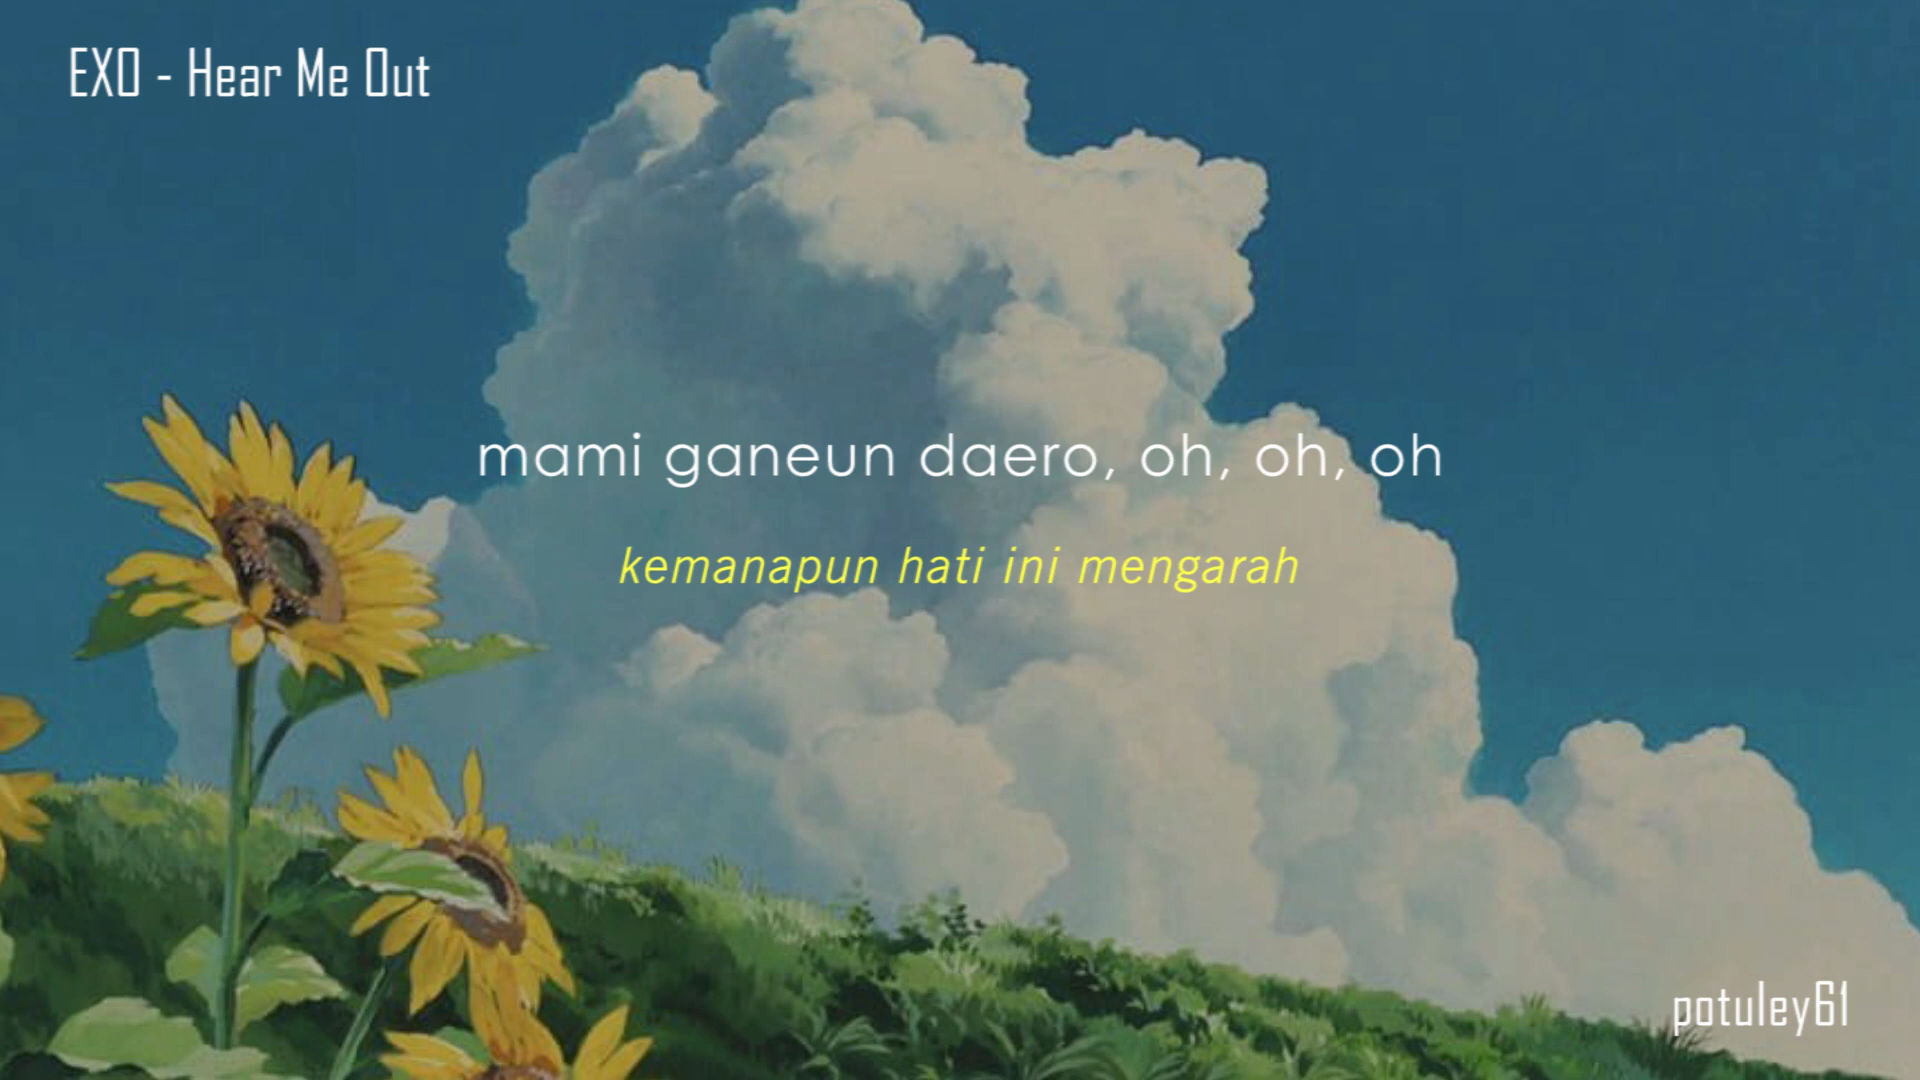 EXO - Hear Me Out
mami ganeun daero, oh, oh, oh
kemanapun hati ini mengarah
potuley61